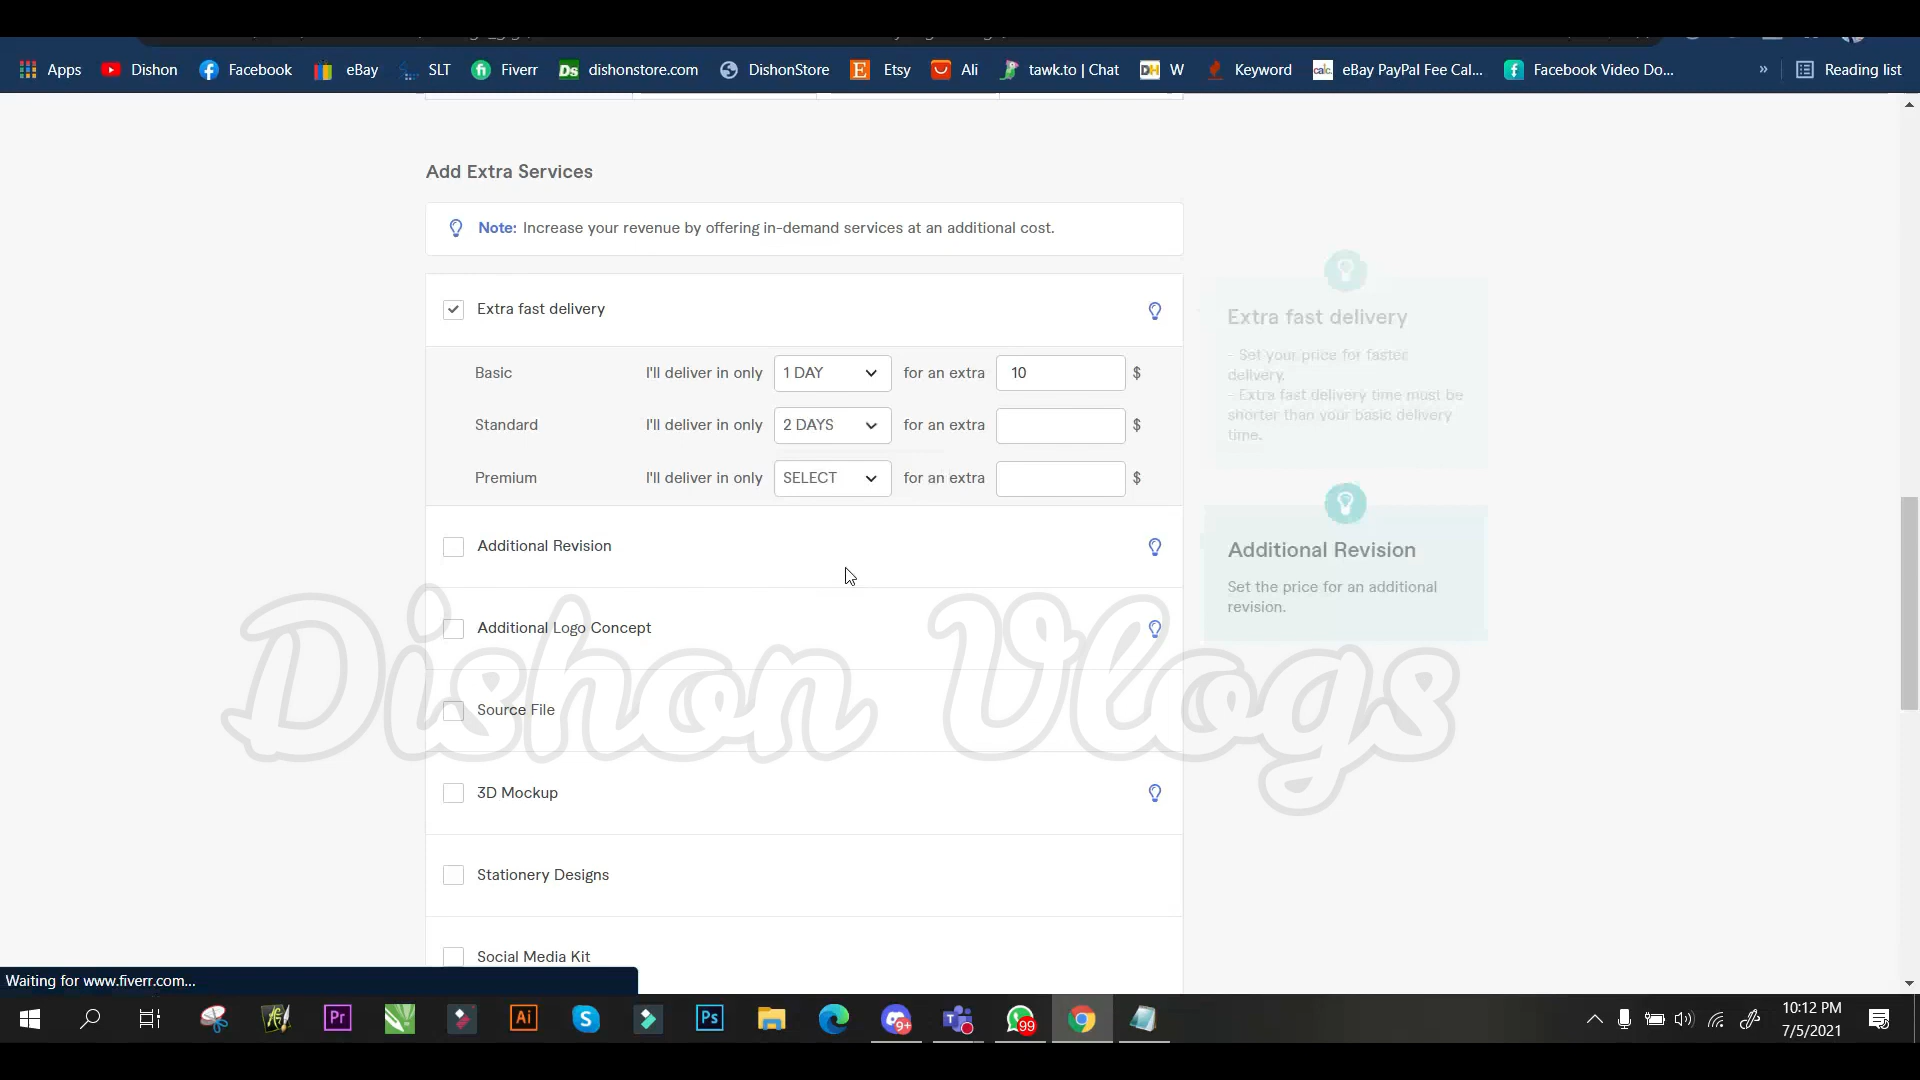 Apps Dishon Facebook eBay SLT Fiverr dishonstore.com DishonStore Etsy Ali tawk.to | Chat W Keyword eBay PayPal Fee Cal... Facebook Video Do... » Reading list
Add Extra Services
Note: Increase your revenue by offering in-demand services at an additional cost.
Extra fast delivery
Basic I'll deliver in only 1 DAY for an extra 10 $
Standard I'll deliver in only 2 DAYS for an extra $
Premium I'll deliver in only SELECT for an extra $
Additional Revision
Additional Logo Concept
Source File
3D Mockup
Stationery Designs
Social Media Kit
Extra fast delivery
- Set your price for faster
delivery.
- Extra fast delivery time must be
shorter than your basic delivery
time.
Additional Revision
Set the price for an additional
revision.
Dishon Vlogs
Waiting for www.fiverr.com...
10:12 PM
7/5/2021